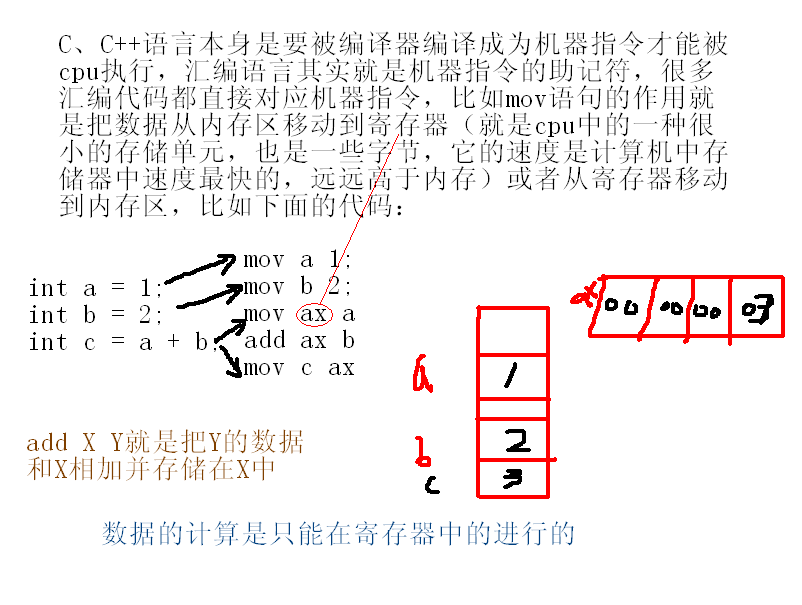 C、C++语言本身是要被编译器编译成为机器指令才能被
cpu执行，汇编语言其实就是机器指令的助记符，很多
汇编代码都直接对应机器指令，比如mov语句的作用就
是把数据从内存区移动到寄存器（就是cpu中的一种很
小的存储单元，也是一些字节，它的速度是计算机中存
储器中速度最快的，远远高于内存）或者从寄存器移动
到内存区，比如下面的代码：
int a = 1;
int b = 2;
int c = a + b;
mov a 1;
mov b 2;
mov ax a
add ax b
mov c ax
ax 00 00 00 03
a 1
b 2
c 3
add X Y就是把Y的数据
和X相加并存储在X中
数据的计算是只能在寄存器中的进行的